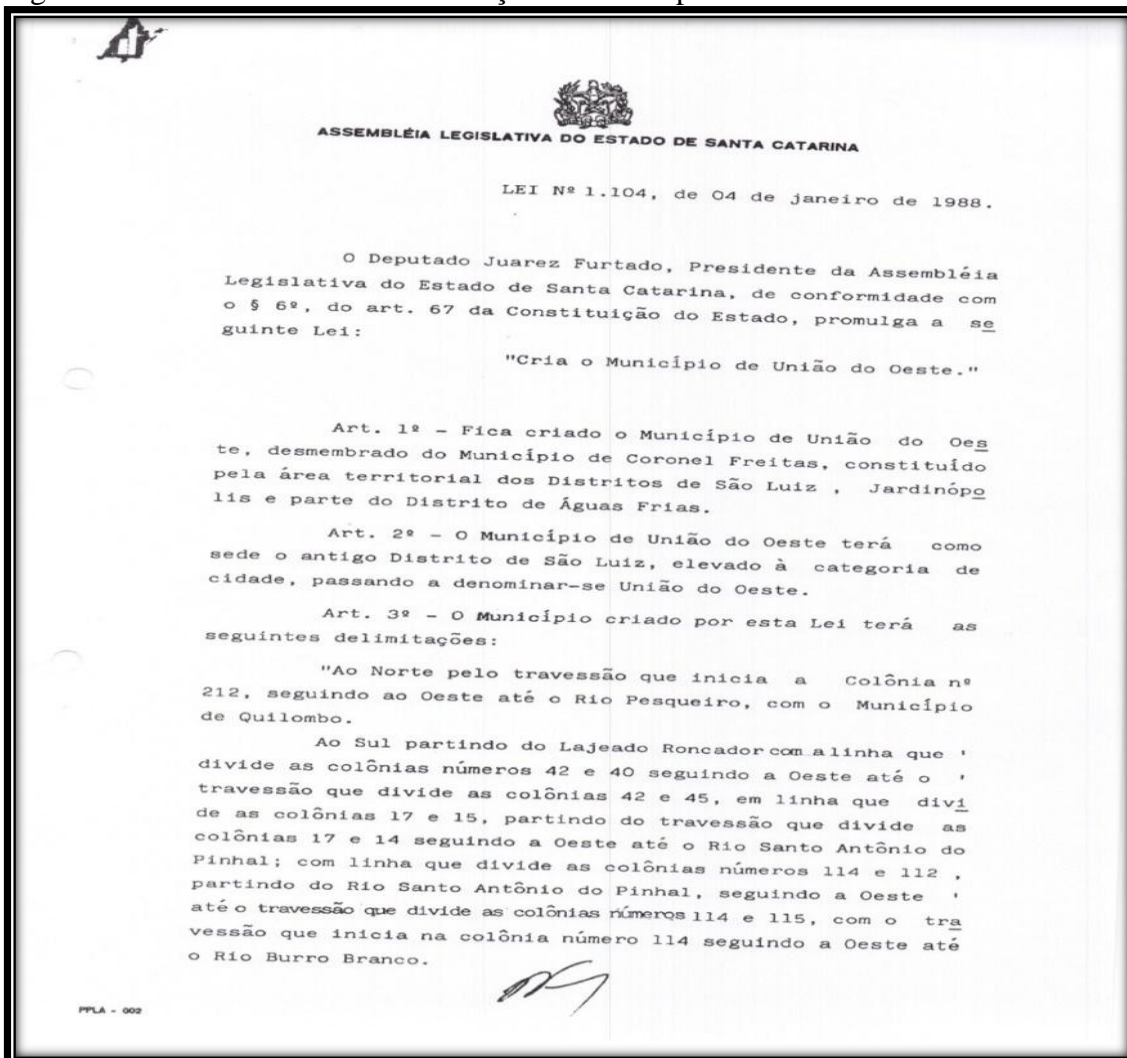 ASSEMBLÉIA LEGISLATIVA DO ESTADO DE SANTA CATARINA
LEI Nº 1.104, de 04 de janeiro de 1988.
O Deputado Juarez Furtado, Presidente da Assembléia
Legislativa do Estado de Santa Catarina, de conformidade com
o § 6º, do art. 67 da Constituição do Estado, promulga a se
guinte Lei:
"Cria o Município de União do Oeste."
Art. 1º - Fica criado o Município de União do Oes
te, desmembrado do Município de Coronel Freitas, constituído
pela área territorial dos Distritos de São Luiz , Jardinópo
lis e parte do Distrito de Águas Frias.
Art. 2º - O Município de União do Oeste terá como
sede o antigo Distrito de São Luiz, elevado à categoria de
cidade, passando a denominar-se União do Oeste.
Art. 3º - O Município criado por esta Lei terá as
seguintes delimitações:
"Ao Norte pelo travessão que inicia a Colônia nº
212, seguindo ao Oeste até o Rio Pesqueiro, com o Município
de Quilombo.
Ao Sul partindo do Lajeado Roncador com a linha que '
divide as colônias números 42 e 40 seguindo a Oeste até o '
travessão que divide as colônias 42 e 45, em linha que divi
de as colônias 17 e 15, partindo do travessão que divide as
colônias 17 e 14 seguindo a Oeste até o Rio Santo Antônio do
Pinhal; com linha que divide as colônias números 114 e 112 ,
partindo do Rio Santo Antônio do Pinhal, seguindo a Oeste '
até o travessão que divide as colônias números 114 e 115, com o tra
vessão que inicia na colônia número 114 seguindo a Oeste até
o Rio Burro Branco.
PPLA - 002